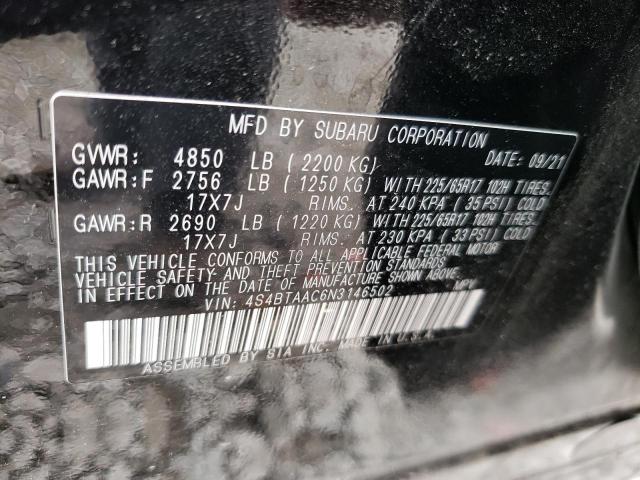 MFD BY SUBARU CORPORATION
GVWR: 4850 LB (2200 KG) DATE: 09/21
GAWR:F 2756 LB (1250 KG) WITH 225/65R17 102H TIRES.
17X7J RIMS. AT 240 KPA (35 PSI) COLD
GAWR:R 2690 LB (1220 KG) WITH 225/65R17 102H TIRES.
17X7J RIMS. AT 230 KPA (33 PSI) COLD
THIS VEHICLE CONFORMS TO ALL APPLICABLE FEDERAL MOTOR
VEHICLE SAFETY AND THEFT PREVENTION STANDARDS
IN EFFECT ON THE DATE OF MANUFACTURE SHOWN ABOVE.
VIN: 4S4BTAAC6N3146502 MPV
ASSEMBLED BY SIA INC. MADE IN U.S.A.